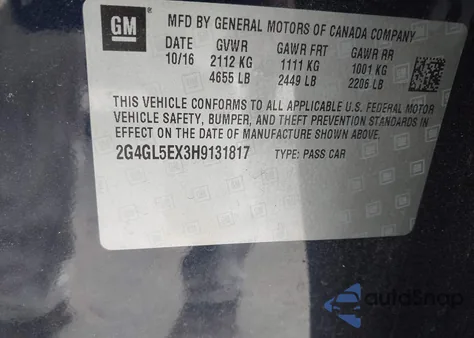 GM
MFD BY GENERAL MOTORS OF CANADA COMPANY
DATE GVWR GAWR FRT GAWR RR
10/16 2112 KG 1111 KG 1001 KG
4655 LB 2449 LB 2206 LB
THIS VEHICLE CONFORMS TO ALL APPLICABLE U.S. FEDERAL MOTOR
VEHICLE SAFETY, BUMPER, AND THEFT PREVENTION STANDARDS
IN EFFECT ON THE DATE OF MANUFACTURE SHOWN ABOVE.
2G4GL5EX3H9131817 TYPE: PASS CAR
autoSnap